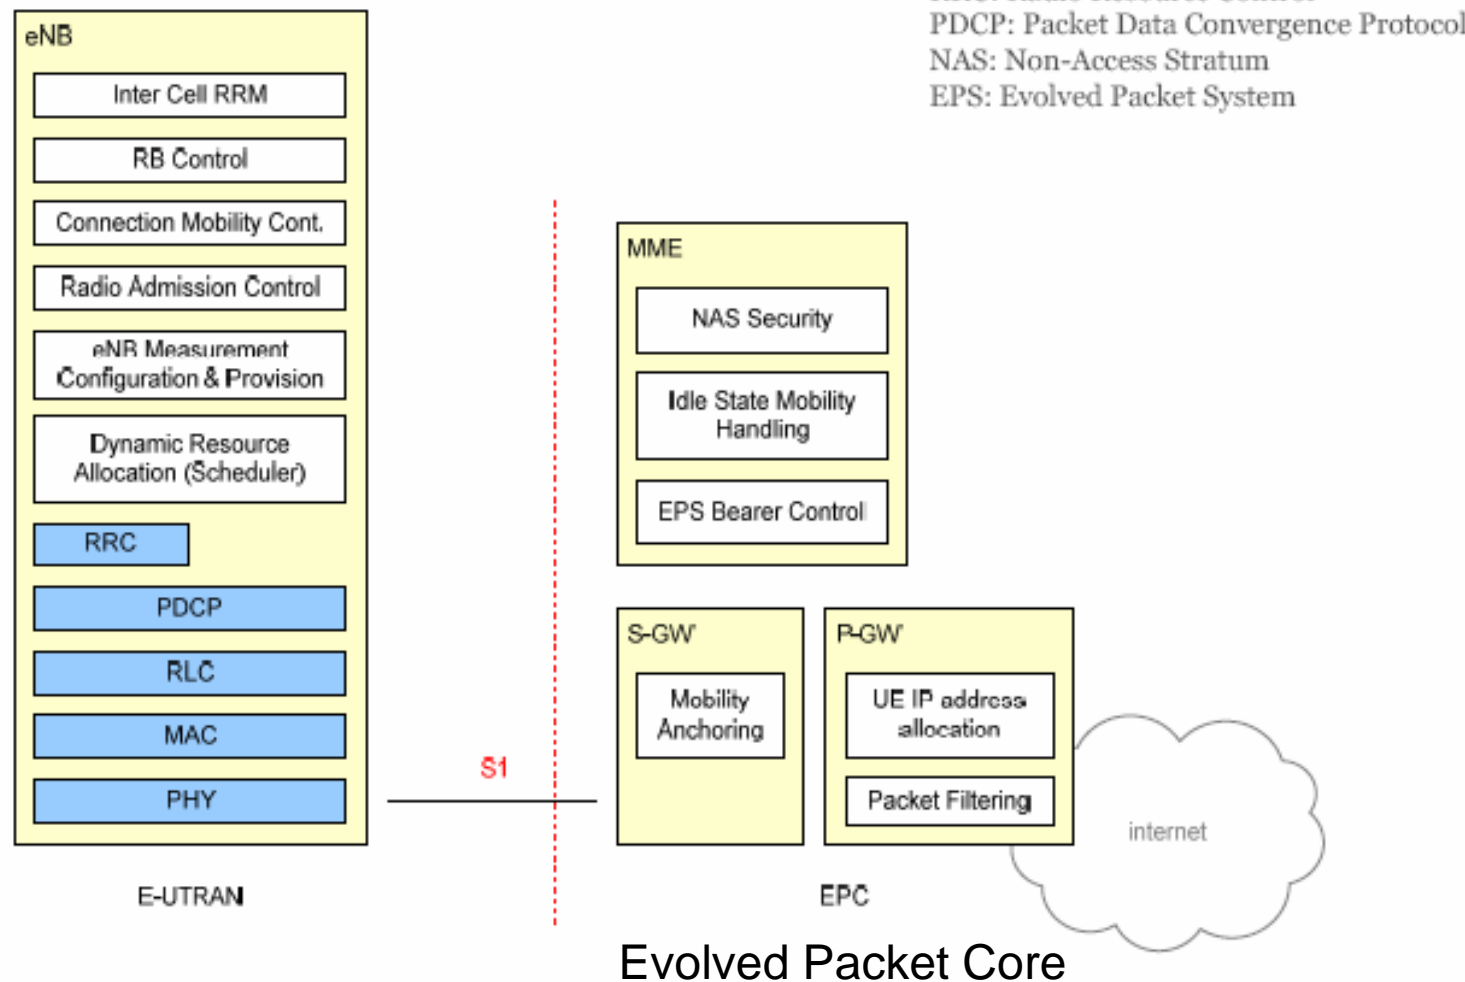 PDCP: Packet Data Convergence Protocol
NAS: Non-Access Stratum
EPS: Evolved Packet System
eNB
Inter Cell RRM
RB Control
Connection Mobility Cont.
Radio Admission Control
eNB Measurement
Configuration & Provision
Dynamic Resource
Allocation (Scheduler)
RRC
PDCP
RLC
MAC
PHY
S1
MME
NAS Security
Idle State Mobility
Handling
EPS Bearer Control
S-GW
Mobility
Anchoring
P-GW
UE IP address
allocation
Packet Filtering
internet
E-UTRAN
EPC
Evolved Packet Core